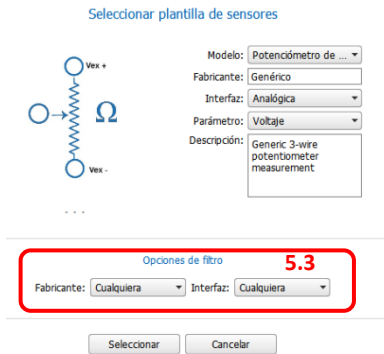 Seleccionar plantilla de sensores
Vex +
Ω
Vex -
Modelo: Potenciómetro de ...
Fabricante: Genérico
Interfaz: Analógica
Parámetro: Voltaje
Descripción: Generic 3-wire
potentiometer
measurement
. . .
Opciones de filtro
5.3
Fabricante: Cualquiera Interfaz: Cualquiera
Seleccionar Cancelar